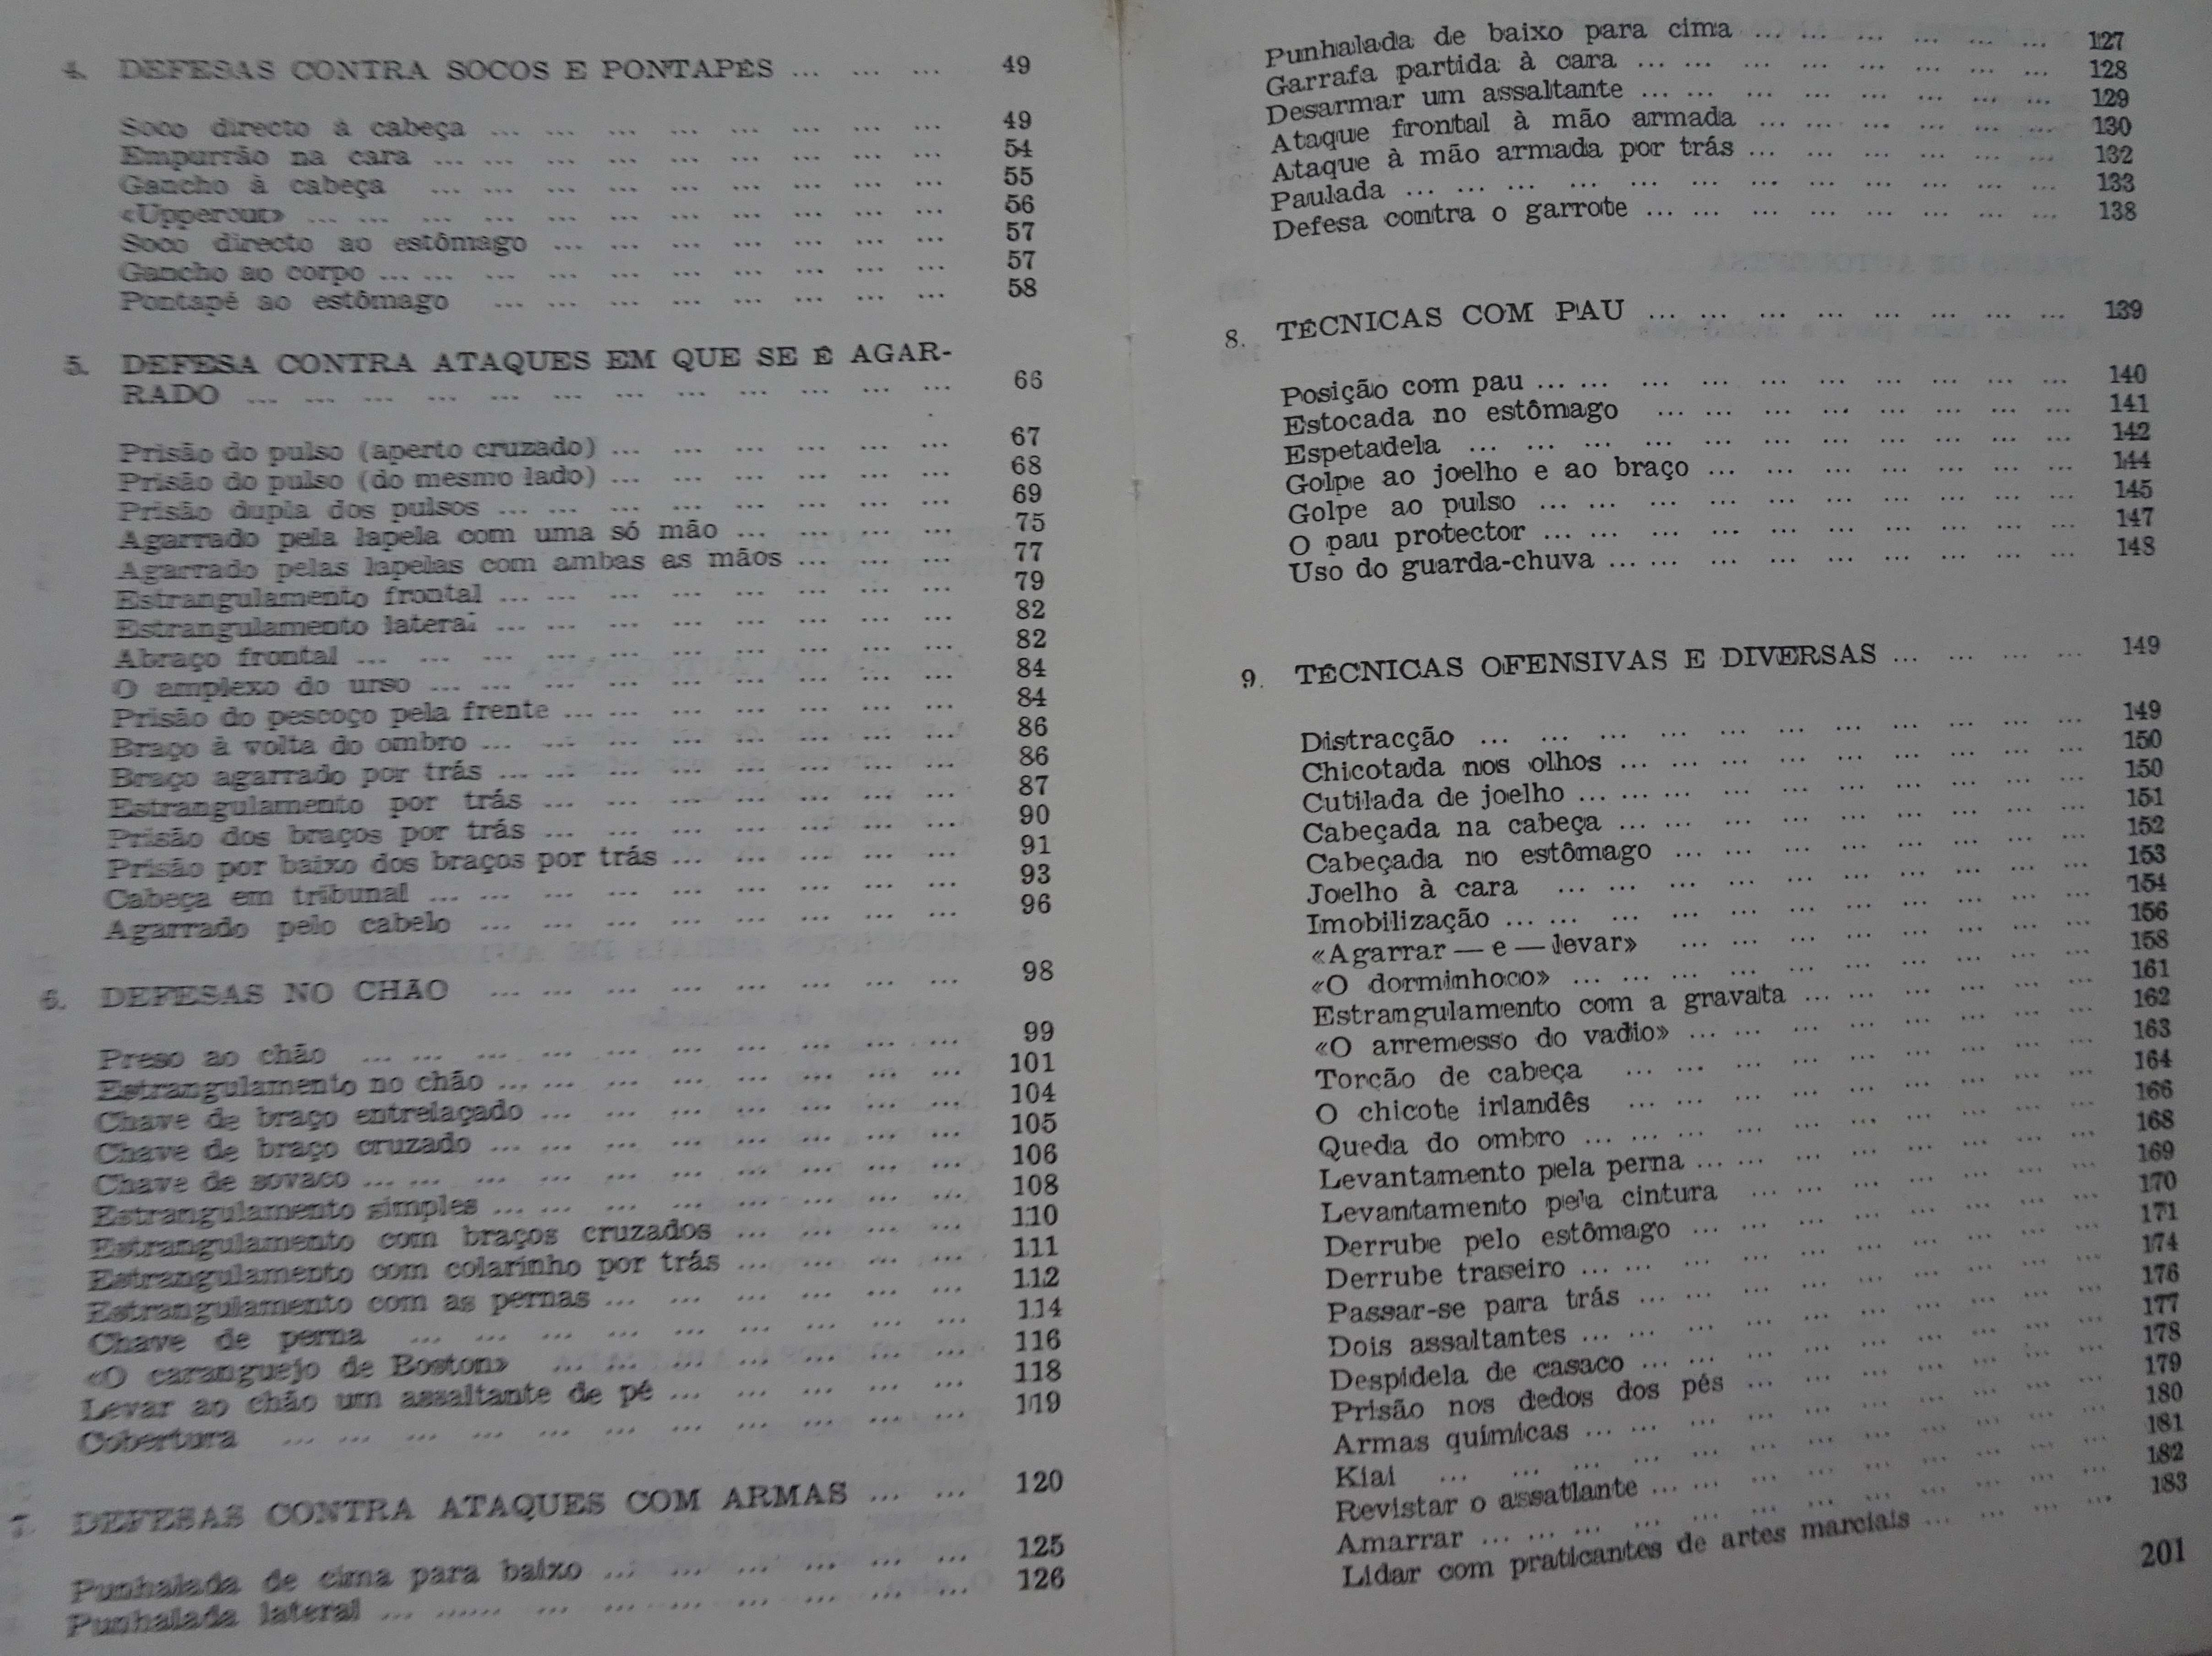 4. DEFESAS CONTRA SOCOS E PONTAPÉS ... ... ... 49
Soco directo à cabeça ... ... ... ... ... ... ... ... 49
Empurrão na cara ... ... ... ... ... ... ... ... ... 54
Gancho à cabeça ... ... ... ... ... ... ... ... ... 55
«Uppercut» ... ... ... ... ... ... ... ... ... ... ... 56
Soco directo ao estômago ... ... ... ... ... ... ... 57
Gancho ao corpo ... ... ... ... ... ... ... ... ... ... 57
Pontapé ao estômago ... ... ... ... ... ... ... ... 58
5. DEFESA CONTRA ATAQUES EM QUE SE É AGAR-
RADO ... ... ... ... ... ... ... ... ... ... ... ... 66
Prisão do pulso (aperto cruzado) ... ... ... ... ... ... 67
Prisão do pulso (do mesmo lado) ... ... ... ... ... ... 68
Prisão dupla dos pulsos ... ... ... ... ... ... ... ... 69
Agarrado pela lapela com uma só mão ... ... ... ... 75
Agarrado pelas lapelas com ambas as mãos ... ... ... 77
Estrangulamento frontal ... ... ... ... ... ... ... ... 79
Estrangulamento lateral ... ... ... ... ... ... ... ... 82
Abraço frontal ... ... ... ... ... ... ... ... ... ... 82
O amplexo do urso ... ... ... ... ... ... ... ... ... 84
Prisão do pescoço pela frente ... ... ... ... ... ... ... 84
Braço à volta do ombro ... ... ... ... ... ... ... ... 86
Braço agarrado por trás ... ... ... ... ... ... ... ... 86
Estrangulamento por trás ... ... ... ... ... ... ... 87
Prisão dos braços por trás ... ... ... ... ... ... ... 90
Prisão por baixo dos braços por trás ... ... ... ... ... 91
Cabeça em tribunal ... ... ... ... ... ... ... ... ... 93
Agarrado pelo cabelo ... ... ... ... ... ... ... ... 96
6. DEFESAS NO CHÃO ... ... ... ... ... ... ... ... 98
Preso ao chão ... ... ... ... ... ... ... ... ... ... 99
Estrangulamento no chão ... ... ... ... ... ... ... ... 101
Chave de braço entrelaçado ... ... ... ... ... ... ... 104
Chave de braço cruzado ... ... ... ... ... ... ... ... 105
Chave de sovaco ... ... ... ... ... ... ... ... ... ... 106
Estrangulamento simples ... ... ... ... ... ... ... ... 108
Estrangulamento com braços cruzados ... ... ... ... 110
Estrangulamento com colarinho por trás ... ... ... ... 111
Estrangulamento com as pernas ... ... ... ... ... ... 112
Chave de perna ... ... ... ... ... ... ... ... ... 114
«O caranguejo de Boston» ... ... ... ... ... ... ... 116
Levar ao chão um assaltante de pé ... ... ... ... ... 118
Cobertura ... ... ... ... ... ... ... ... ... ... ... 119
7. DEFESAS CONTRA ATAQUES COM ARMAS ... ... 120
Punhalada de cima para baixo ... ... ... ... ... ... 125
Punhalada lateral ... ...... ... ... ... ... ... ... ... 126
Punhalada de baixo para cima ... ... ... ... ... ... 127
Garrafa partida à cara ... ... ... ... ... ... ... ... 128
Desarmar um assaltante ... ... ... ... ... ... ... ... 129
Ataque frontal à mão armada ... ... ... ... ... ... 130
Ataque à mão armada por trás ... ... ... ... ... ... 132
Paulada ... ... ... ... ... ... ... ... ... ... ... ... 133
Defesa contra o garrote ... ... ... ... ... ... ... ... 138
8. TÉCNICAS COM PAU ... ... ... ... ... ... ... ... 139
Posição com pau ... ... ... ... ... ... ... ... ... ... 140
Estocada no estômago ... ... ... ... ... ... ... ... 141
Espetadela ... ... ... ... ... ... ... ... ... ... ... 142
Golpe ao joelho e ao braço ... ... ... ... ... ... ... 144
Golpe ao pulso ... ... ... ... ... ... ... ... ... ... 145
O pau protector ... ... ... ... ... ... ... ... ... ... 147
Uso do guarda-chuva ... ... ... ... ... ... ... ... ... 148
9. TÉCNICAS OFENSIVAS E DIVERSAS ... ... ... ... 149
Distracção ... ... ... ... ... ... ... ... ... ... ... 149
Chicotada nos olhos ... ... ... ... ... ... ... ... ... 150
Cutilada de joelho ... ... ... ... ... ... ... ... ... ... 150
Cabeçada na cabeça ... ... ... ... ... ... ... ... ... 151
Cabeçada no estômago ... ... ... ... ... ... ... ... 152
Joelho à cara ... ... ... ... ... ... ... ... ... ... 153
Imobilização ... ... ... ... ... ... ... ... ... ... ... 154
«Agarrar — e — levar» ... ... ... ... ... ... ... ... 156
«O dorminhoco» ... ... ... ... ... ... ... ... ... ... 158
Estrangulamento com a gravata ... ... ... ... ... ... 161
«O arremesso do vadio» ... ... ... ... ... ... ... ... 162
Torção de cabeça ... ... ... ... ... ... ... ... ... 163
O chicote irlandês ... ... ... ... ... ... ... ... ... 164
Queda do ombro ... ... ... ... ... ... ... ... ... ... 166
Levantamento pela perna ... ... ... ... ... ... ... ... 168
Levantamento pela cintura ... ... ... ... ... ... ... 169
Derrube pelo estômago ... ... ... ... ... ... ... ... 170
Derrube traseiro ... ... ... ... ... ... ... ... ... ... 171
Passar-se para trás ... ... ... ... ... ... ... ... ... 174
Dois assaltantes ... ... ... ... ... ... ... ... ... ... 176
Despidela de casaco ... ... ... ... ... ... ... ... ... 177
Prisão nos dedos dos pés ... ... ... ... ... ... ... 178
Armas químicas ... ... ... ... ... ... ... ... ... ... 179
Kiai ... ... ... ... ... ... ... ... ... ... ... ... 180
Revistar o assatlante ... ... ... ... ... ... ... ... ... 181
Amarrar ... ... ... ... ... ... ... ... ... ... ... ... 182
Lidar com praticantes de artes marciais ... ... ... ... 183
201